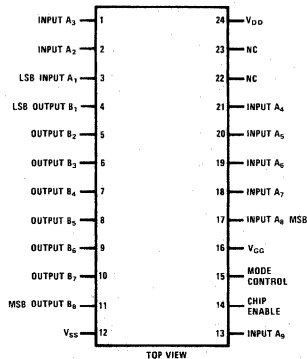 INPUT A3 1 24 VDD
INPUT A2 2 23 NC
LSB INPUT A1 3 22 NC
LSB OUTPUT B1 4 21 INPUT A4
OUTPUT B2 5 20 INPUT A5
OUTPUT B3 6 19 INPUT A6
OUTPUT B4 7 18 INPUT A7
OUTPUT B5 8 17 INPUT A8 MSB
OUTPUT B6 9 16 VGG
OUTPUT B7 10 15 MODE CONTROL
MSB OUTPUT B8 11 14 CHIP ENABLE
VSS 12 13 INPUT A9
TOP VIEW